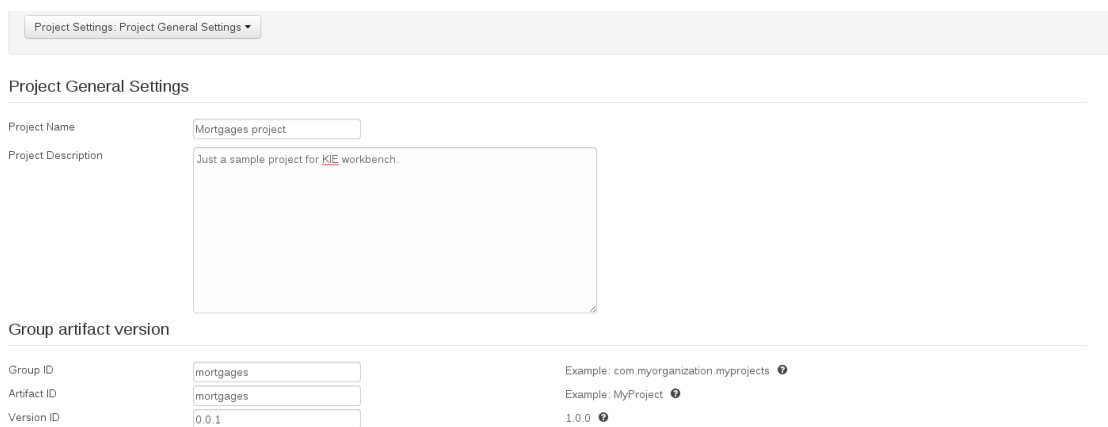 Project Settings: Project General Settings
Project General Settings
Project Name Mortgages project
Project Description Just a sample project for KIE workbench.
Group artifact version
Group ID mortgages Example: com.myorganization.myprojects
Artifact ID mortgages Example: MyProject
Version ID 0.0.1 1.0.0